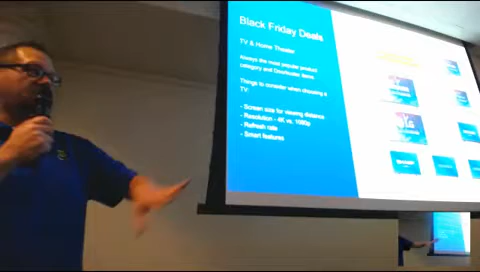 Black Friday Deals
TV & Home Theater
Always the most popular product
category and Doorbuster items
Things to consider when choosing a
TV:
- Screen size for viewing distance
- Resolution - 4K vs. 1080p
- Refresh rate
- Smart features